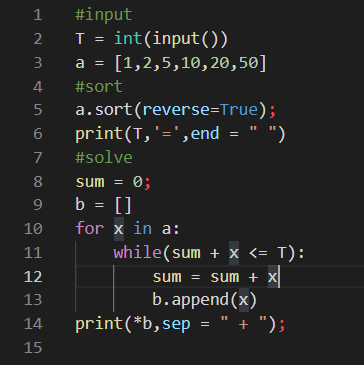 1 #input
2 T = int(input())
3 a = [1,2,5,10,20,50]
4 #sort
5 a.sort(reverse=True);
6 print(T,'=',end = " ")
7 #solve
8 sum = 0;
9 b = []
10 for x in a:
11     while(sum + x <= T):
12         sum = sum + x
13         b.append(x)
14 print(*b,sep = " + ");
15